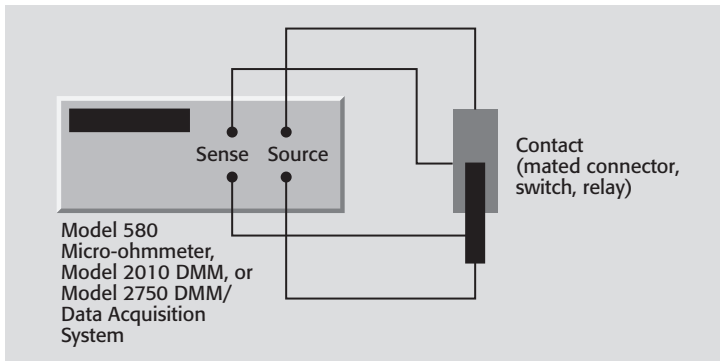 Sense Source
Contact
(mated connector,
switch, relay)
Model 580
Micro-ohmmeter,
Model 2010 DMM, or
Model 2750 DMM/
Data Acquisition
System